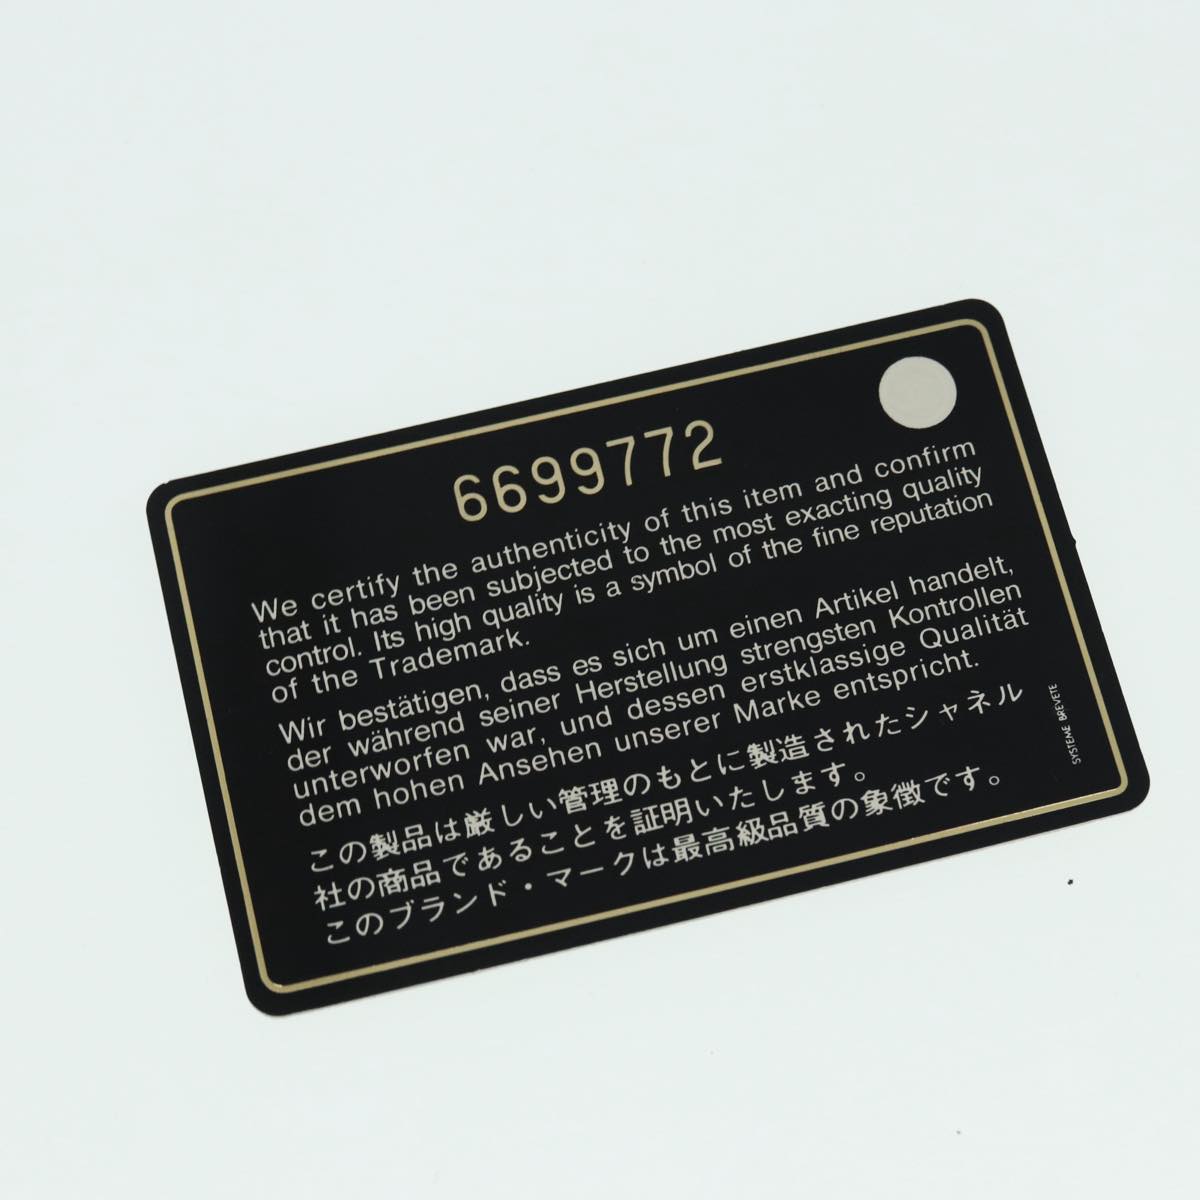 6699772
We certify the authenticity of this item and confirm
that it has been subjected to the most exacting quality
control. Its high quality is a symbol of the fine reputation
of the Trademark.
Wir bestätigen, dass es sich um einen Artikel handelt,
der während seiner Herstellung strengsten Kontrollen
unterworfen war, und dessen erstklassige Qualität
dem hohen Ansehen unserer Marke entspricht.
この製品は厳しい管理のもとに製造されたシャネル
社の商品であることを証明いたします。
このブランド・マークは最高級品質の象徴です。
SYSTEME BREVETE